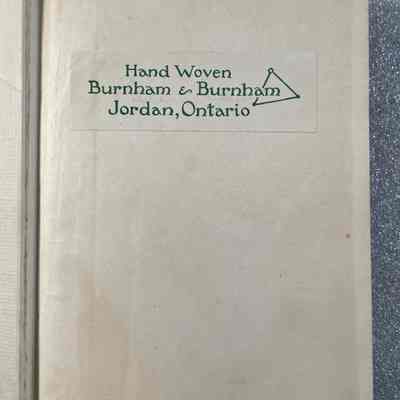 Hand Woven
Burnham & Burnham
Jordan, Ontario